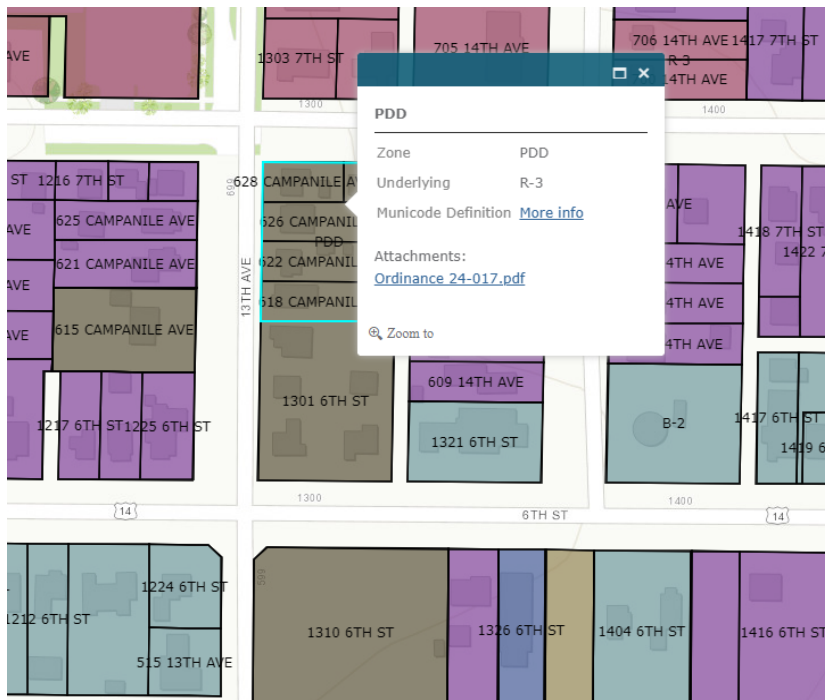 AVE
1303 7TH ST
705 14TH AVE
706 14TH AVE
1417 7TH ST
R-3
14TH AVE
1300
1400
PDD
Zone PDD
Underlying R-3
Municode Definition More info
Attachments:
Ordinance 24-017.pdf
Zoom to
ST
1216 7TH ST
699
628 CAMPANILE AV
AVE
625 CAMPANILE AVE
626 CAMPANIL
AVE
1418 7TH ST
PDD
1422 7
621 CAMPANILE AVE
622 CAMPANIL
4TH AVE
AVE
13TH AVE
618 CAMPANIL
4TH AVE
AVE
615 CAMPANILE AVE
4TH AVE
609 14TH AVE
1301 6TH ST
1217 6TH ST
1225 6TH ST
1321 6TH ST
B-2
1417 6TH ST
1419 6
1300
1400
14
6TH ST
14
599
1224 6TH ST
1212 6TH ST
1310 6TH ST
1326 6TH ST
1404 6TH ST
1416 6TH ST
515 13TH AVE